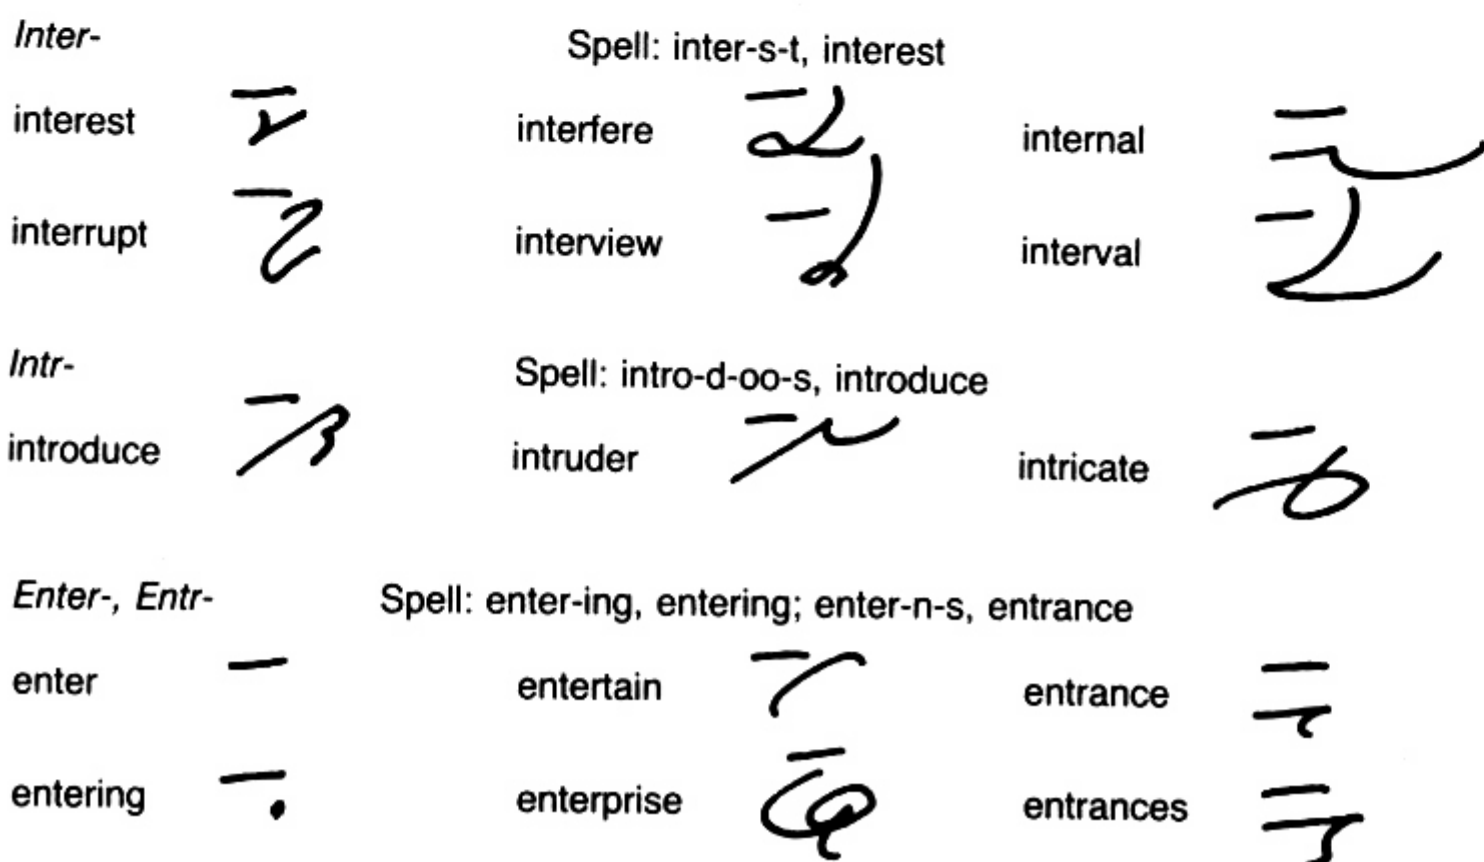 Inter- Spell: inter-s-t, interest
interest interfere internal
interrupt interview interval
Intr- Spell: intro-d-oo-s, introduce
introduce intruder intricate
Enter-, Entr- Spell: enter-ing, entering; enter-n-s, entrance
enter entertain entrance
entering enterprise entrances